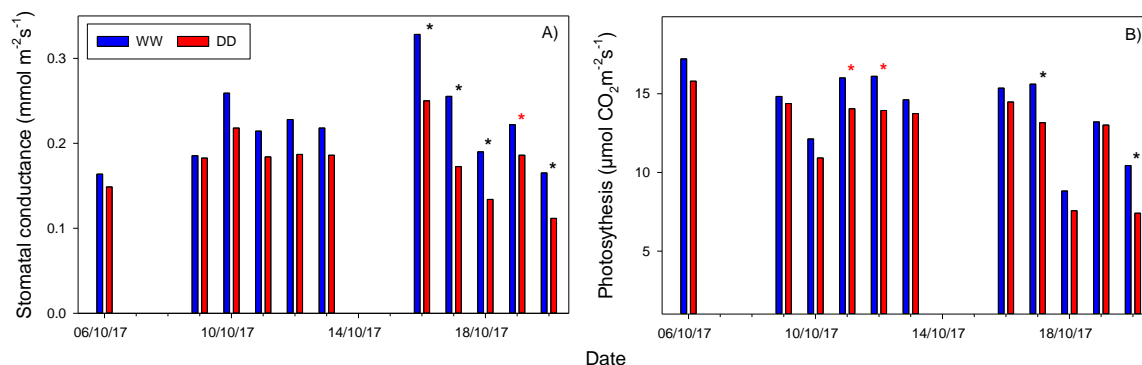 A)
WW DD
Stomatal conductance (mmol m⁻²s⁻¹)
0.3
0.2
0.1
0.0
* * * * *
06/10/17 10/10/17 14/10/17 18/10/17
B)
Photosythesis (µmol CO₂m⁻²s⁻¹)
15
10
5
* * * *
06/10/17 10/10/17 14/10/17 18/10/17
Date